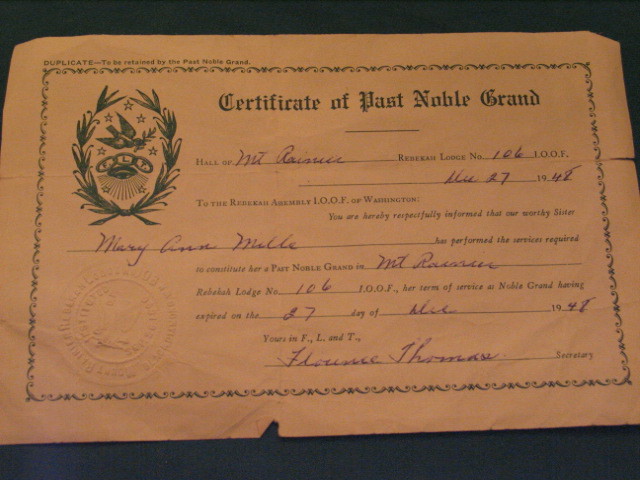 DUPLICATE—To be retained by the Past Noble Grand.
Certificate of Past Noble Grand
HALL OF Mt Rainier REBEKAH LODGE NO. 106 I.O.O.F.
Dec 27 1948
TO THE REBEKAH ASSEMBLY I.O.O.F. OF WASHINGTON:
You are hereby respectfully informed that our worthy Sister
Mary Ann Mills has performed the services required
to constitute her a PAST NOBLE GRAND in Mt Rainier
Rebekah Lodge No. 106 I.O.O.F., her term of service as Noble Grand having
expired on the 27 day of Dec 1948
Yours in F., L. and T.,
Florence Thomas Secretary